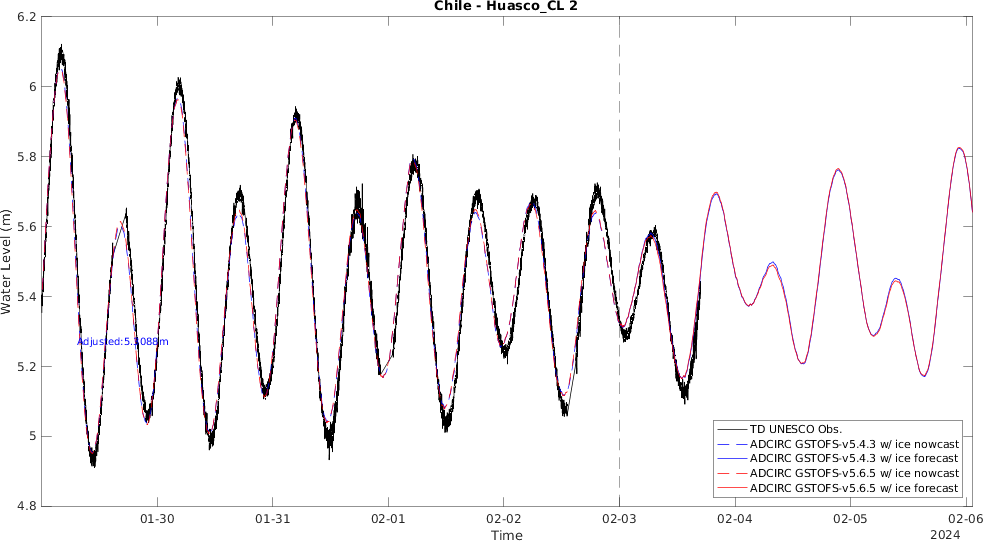 Chile - Huasco_CL 2
6.2
6
5.8
5.6
5.4
5.2
5
4.8
Water Level (m)
TD UNESCO Obs.
ADCIRC GSTOFS-v5.4.3 w/ ice nowcast
ADCIRC GSTOFS-v5.4.3 w/ ice forecast
ADCIRC GSTOFS-v5.6.5 w/ ice nowcast
ADCIRC GSTOFS-v5.6.5 w/ ice forecast
01-30 01-31 02-01 02-02 02-03 02-04 02-05 02-06
Time 2024